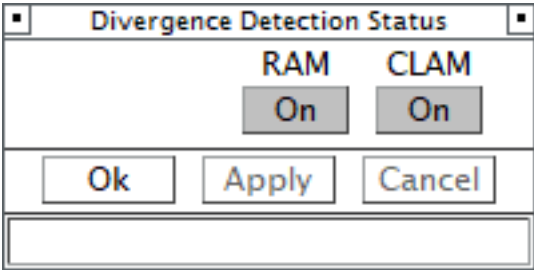 Divergence Detection Status
RAM CLAM
On On
Ok Apply Cancel